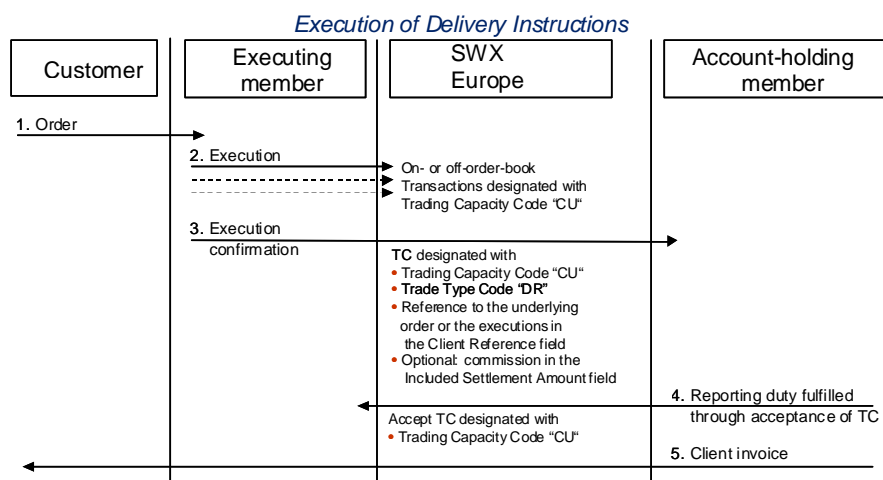 Execution of Delivery Instructions
Customer
Executing
member
SWX
Europe
Account-holding
member
1. Order
2. Execution
On- or off-order-book
Transactions designated with
Trading Capacity Code “CU“
3. Execution
confirmation
TC designated with
• Trading Capacity Code “CU“
• Trade Type Code “DR”
• Reference to the underlying
order or the executions in
the Client Reference field
• Optional: commission in the
Included Settlement Amount field
4. Reporting duty fulfilled
through acceptance of TC
Accept TC designated with
• Trading Capacity Code “CU“
5. Client invoice